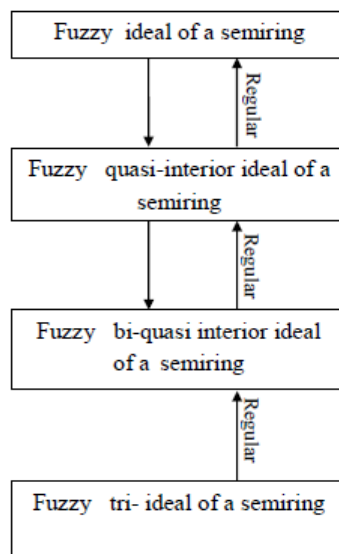 Fuzzy ideal of a semiring
Regular
Fuzzy quasi-interior ideal of a
semiring
Regular
Fuzzy bi-quasi interior ideal
of a semiring
Regular
Fuzzy tri- ideal of a semiring